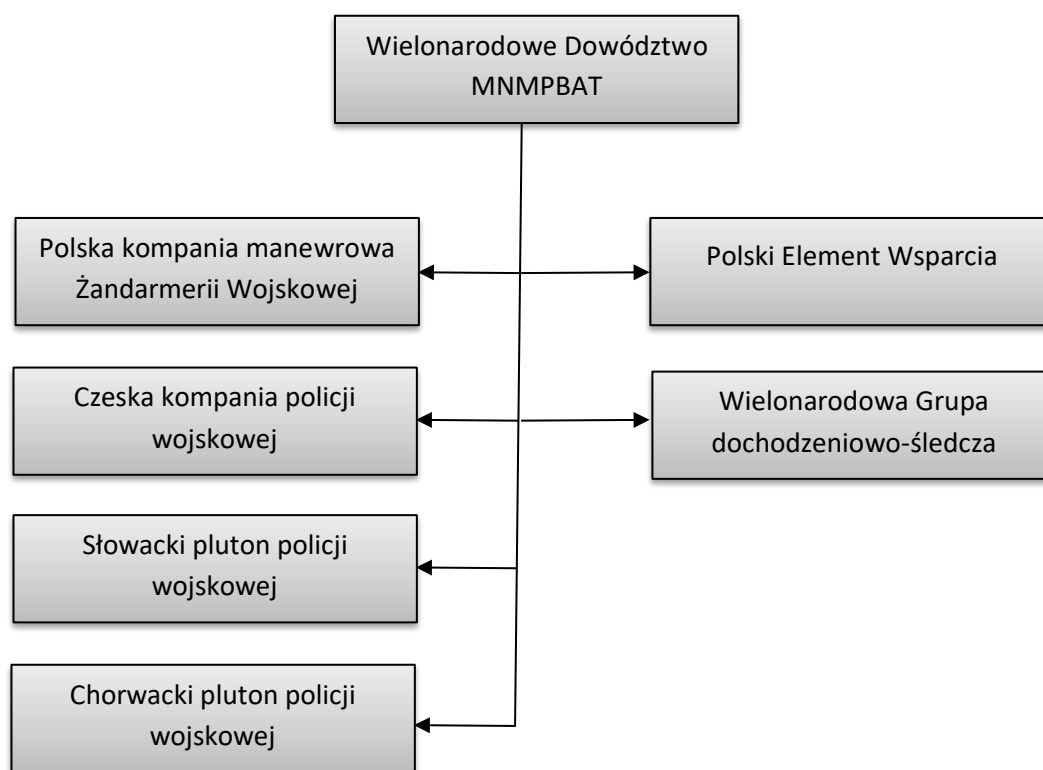 Wielonarodowe Dowództwo
MNMPBAT
Polska kompania manewrowa
Żandarmerii Wojskowej
Polski Element Wsparcia
Czeska kompania policji
wojskowej
Wielonarodowa Grupa
dochodzeniowo-śledcza
Słowacki pluton policji
wojskowej
Chorwacki pluton policji
wojskowej